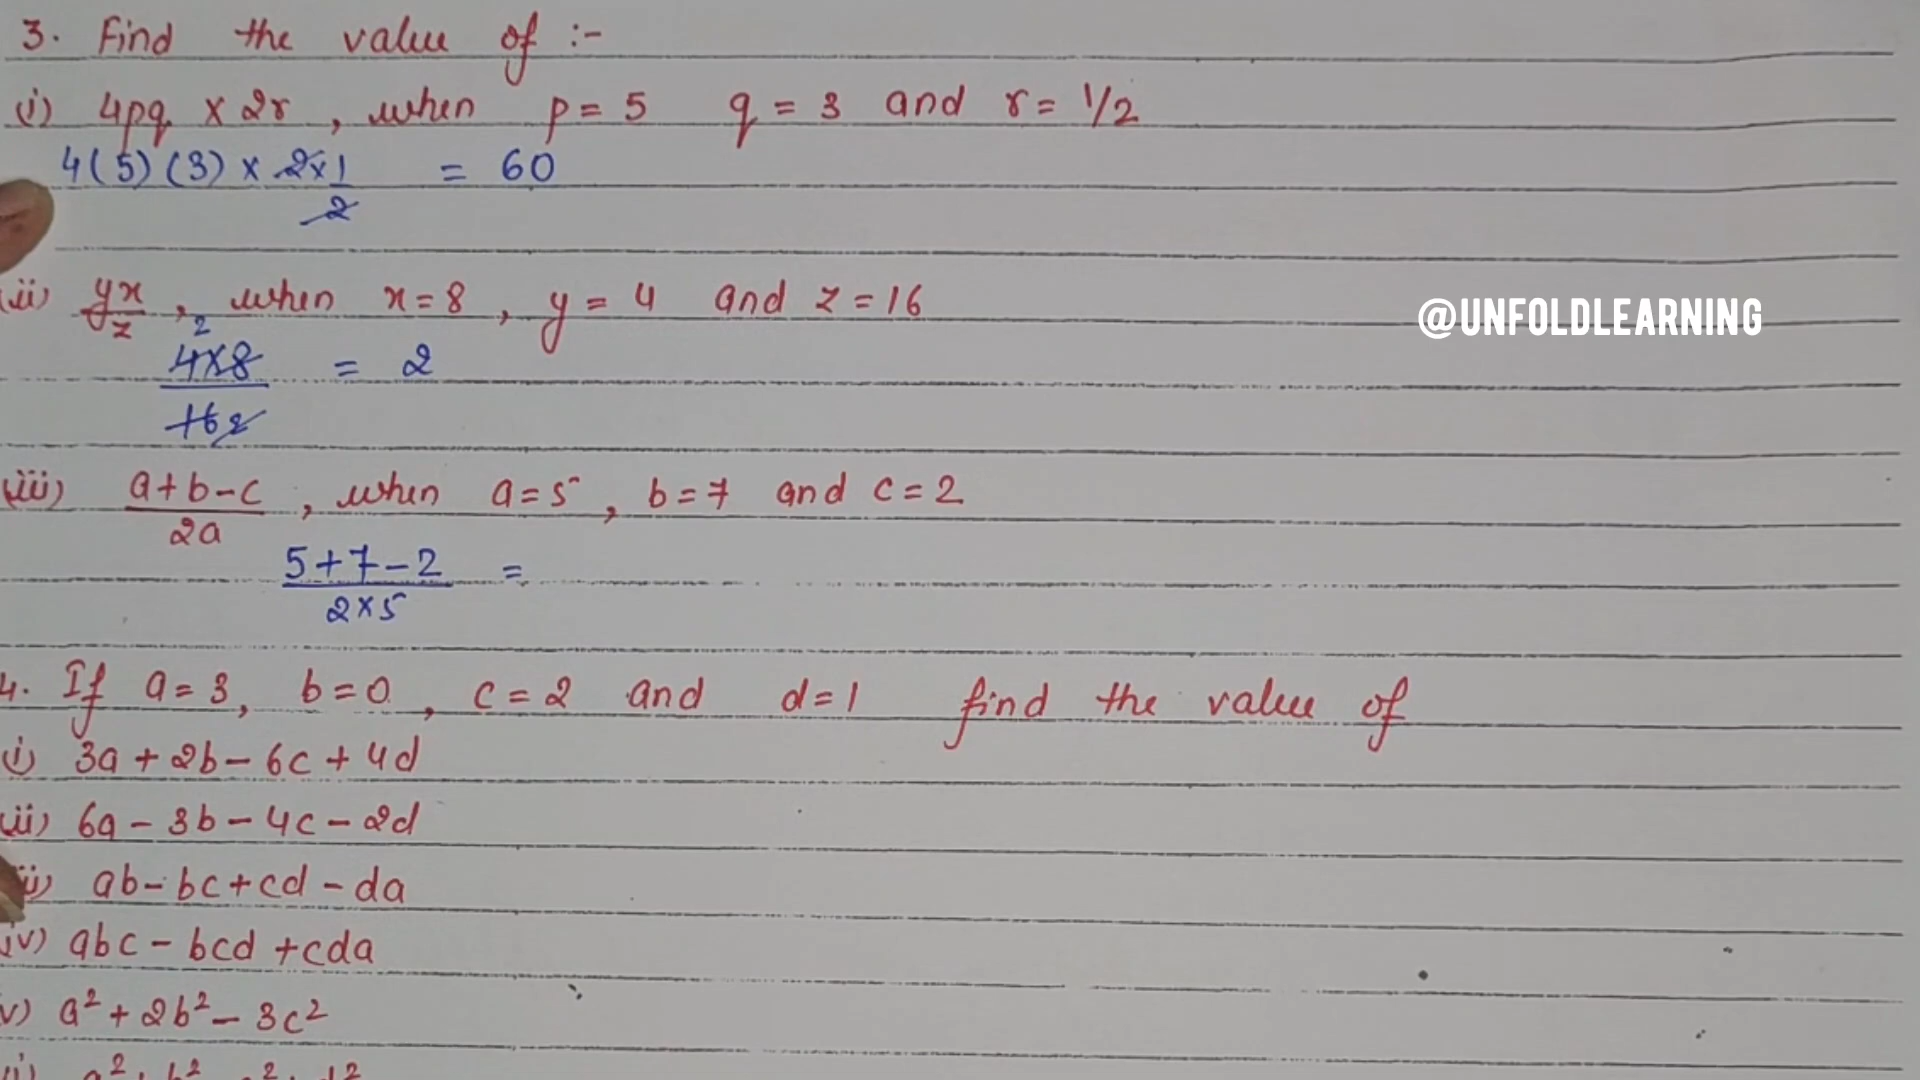 3. Find the value of :-
(i) 4pq × 2r , when p = 5 q = 3 and r = 1/2
4(5)(3) × 2×1/2 = 60
(ii) yx/z , when x = 8 , y = 4 and z = 16
@UNFOLDLEARNING
2
4×8/16 2 = 2
(iii) a+b-c/2a , when a = 5 , b = 7 and c = 2
5+7-2/2×5 =
4. If a = 3, b = 0, c = 2 and d = 1 find the value of
(i) 3a + 2b - 6c + 4d
(ii) 6a - 3b - 4c - 2d
ii) ab - bc + cd - da
iv) abc - bcd + cda
v) a² + 2b² - 3c²